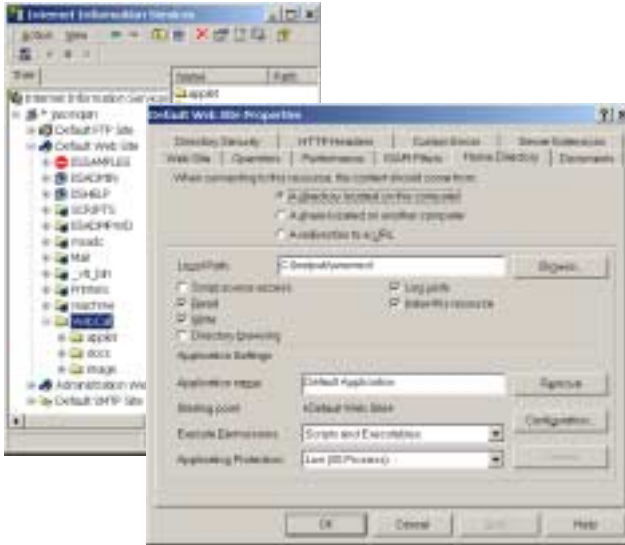 Internet Information Services
Action View
Tree
Name Path
Internet Information Services
applet
Default FTP Site
Default Web Site
IISSAMPLES
IISADMIN
IISHELP
SCRIPTS
IISADMPWD
msadc
Mail
_vti_bin
Printers
machine
WebCal
applet
docs
image
Administration We
Default SMTP Site
Default Web Site Properties
Directory Security HTTP Headers Custom Errors Server Extensions
Web Site Operators Performance ISAPI Filters Home Directory Documents
When connecting to this resource, the content should come from:
A directory located on this computer
A share located on another computer
A redirection to a URL
Local Path: Browse...
Script source access Log visits
Read Index this resource
Write
Directory browsing
Application Settings
Application name: Default Application Remove
Starting point: <Default Web Site>
Configuration...
Execute Permissions: Scripts and Executables
Application Protection: Low (IIS Process)
OK Cancel Help